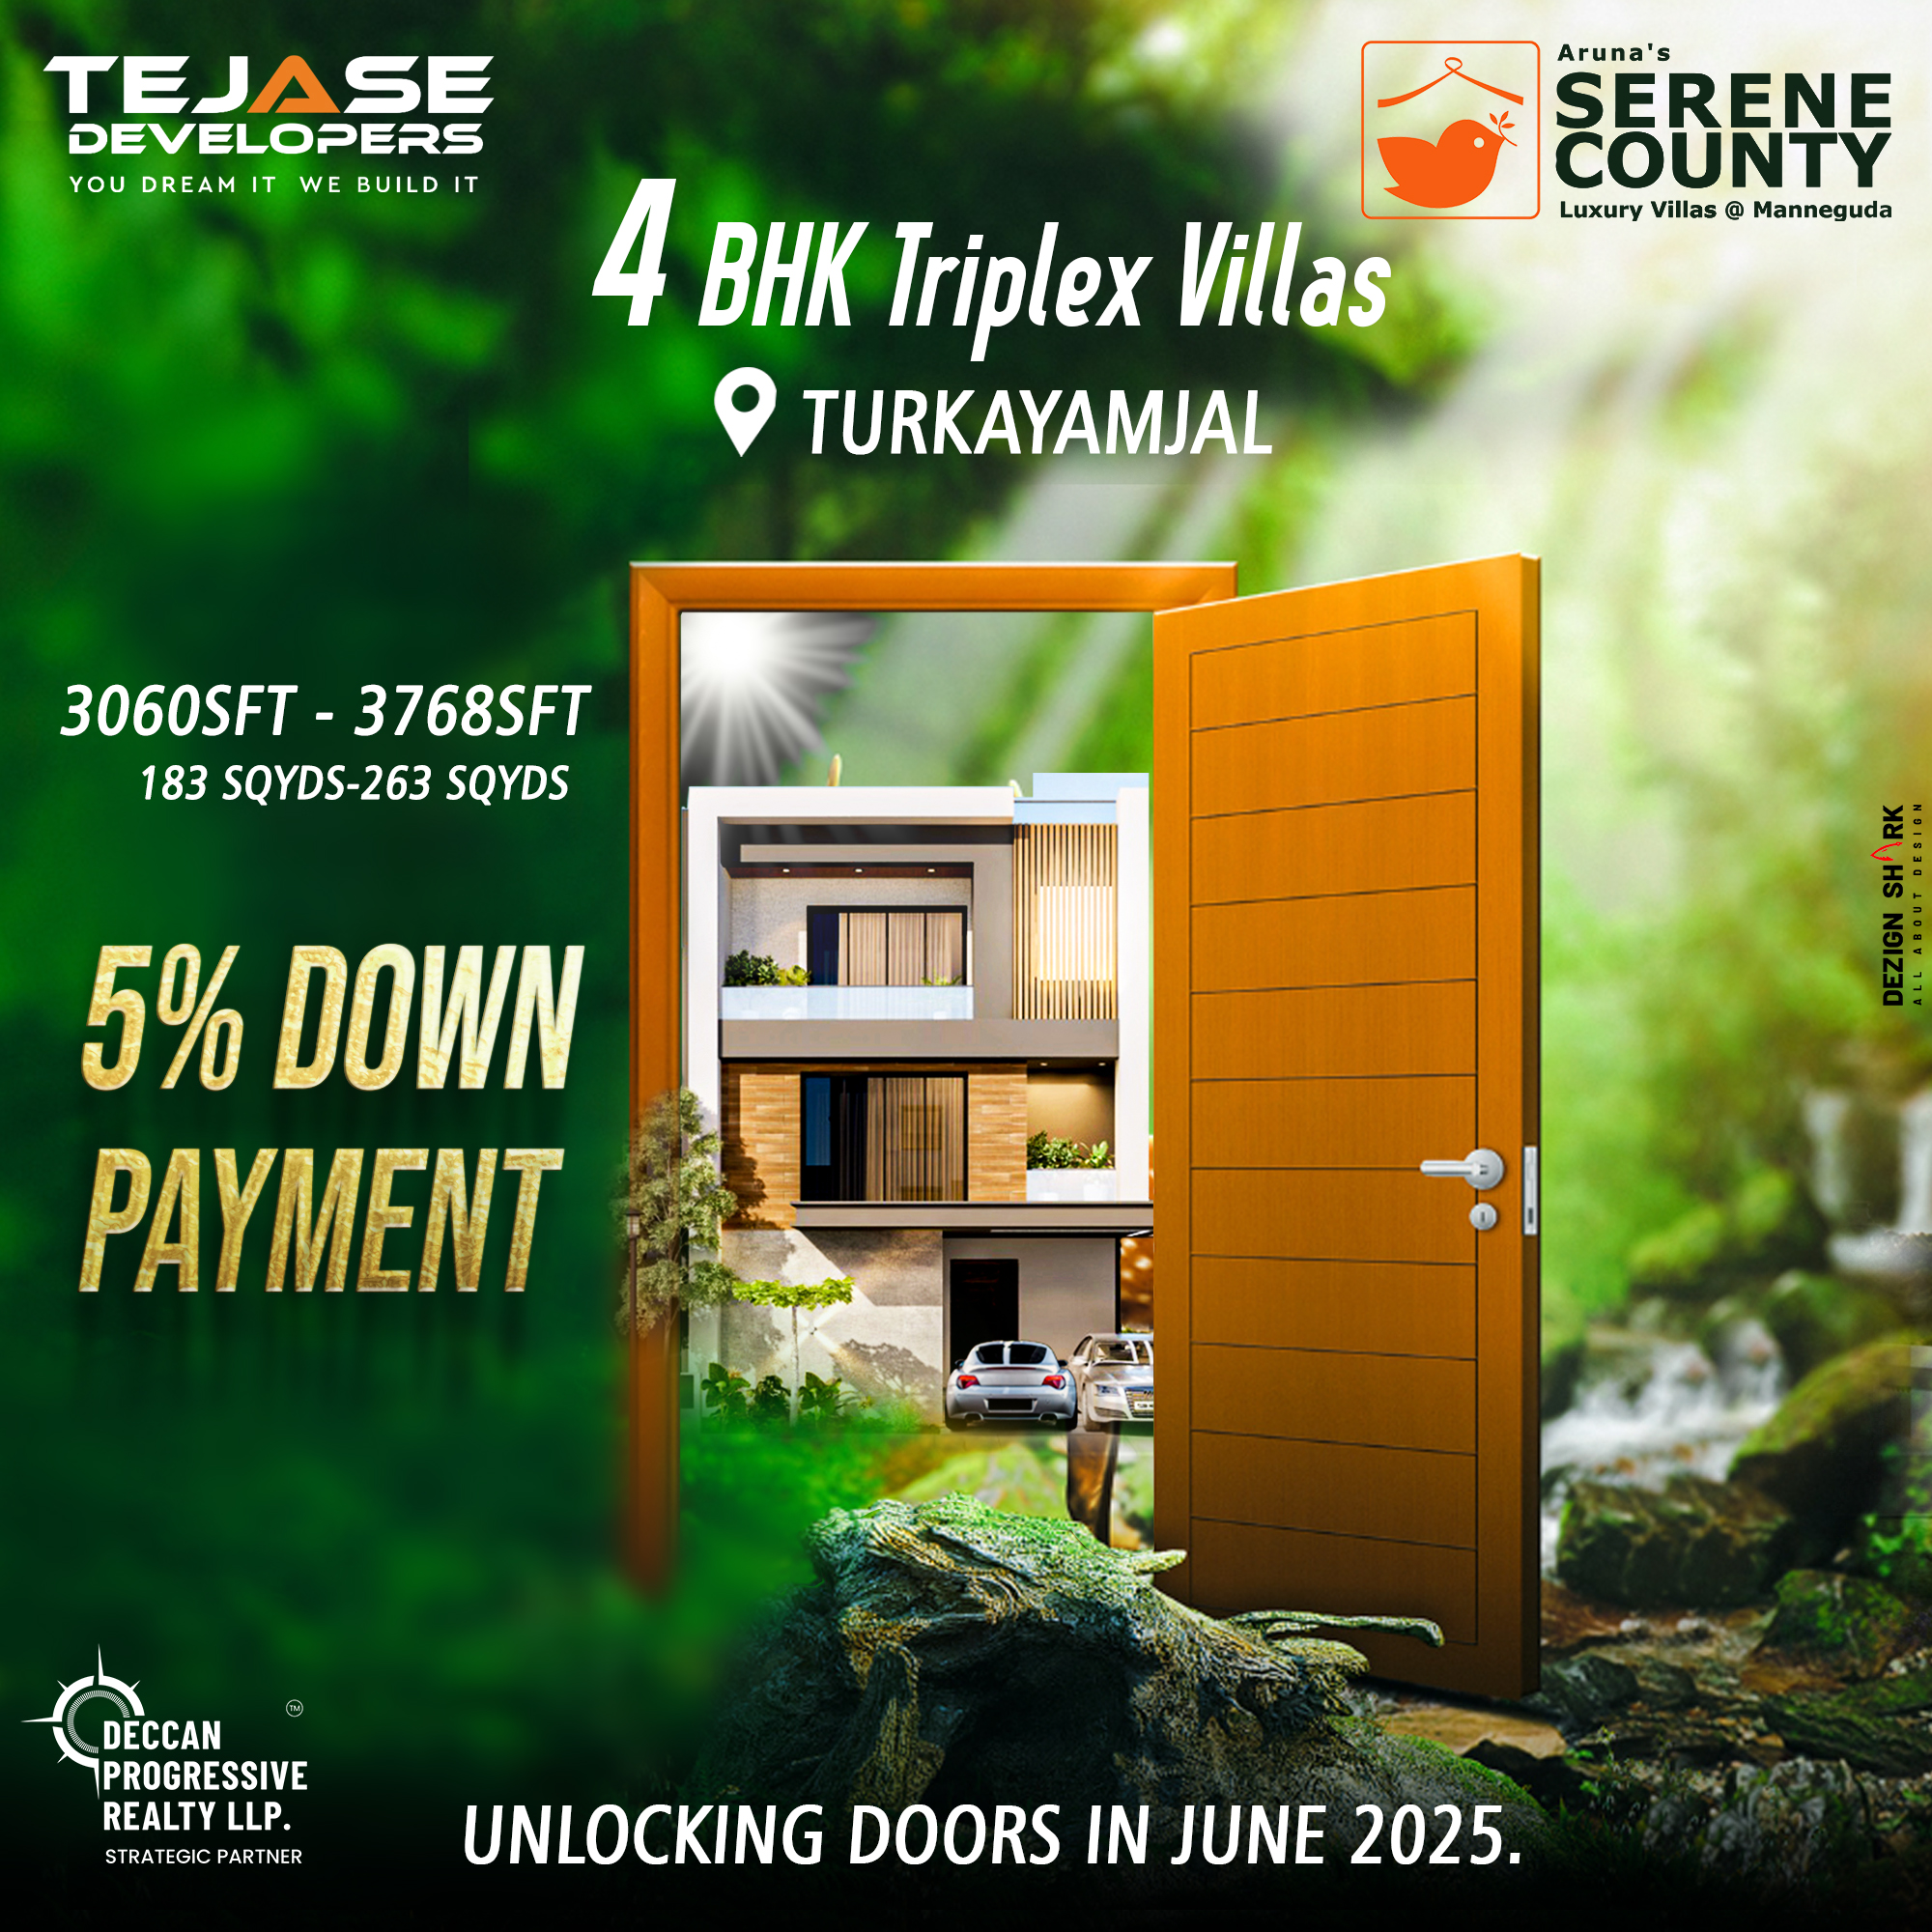 TEJASE
DEVELOPERS
YOU DREAM IT WE BUILD IT
Aruna's
SERENE
COUNTY
Luxury Villas @ Manneguda
4 BHK Triplex Villas
TURKAYAMJAL
3060SFT - 3768SFT
183 SQYDS-263 SQYDS
5% DOWN
PAYMENT
DEZIGN SHARK
ALL ABOUT DESIGN
DECCAN
TM
PROGRESSIVE
REALTY LLP.
STRATEGIC PARTNER
UNLOCKING DOORS IN JUNE 2025.